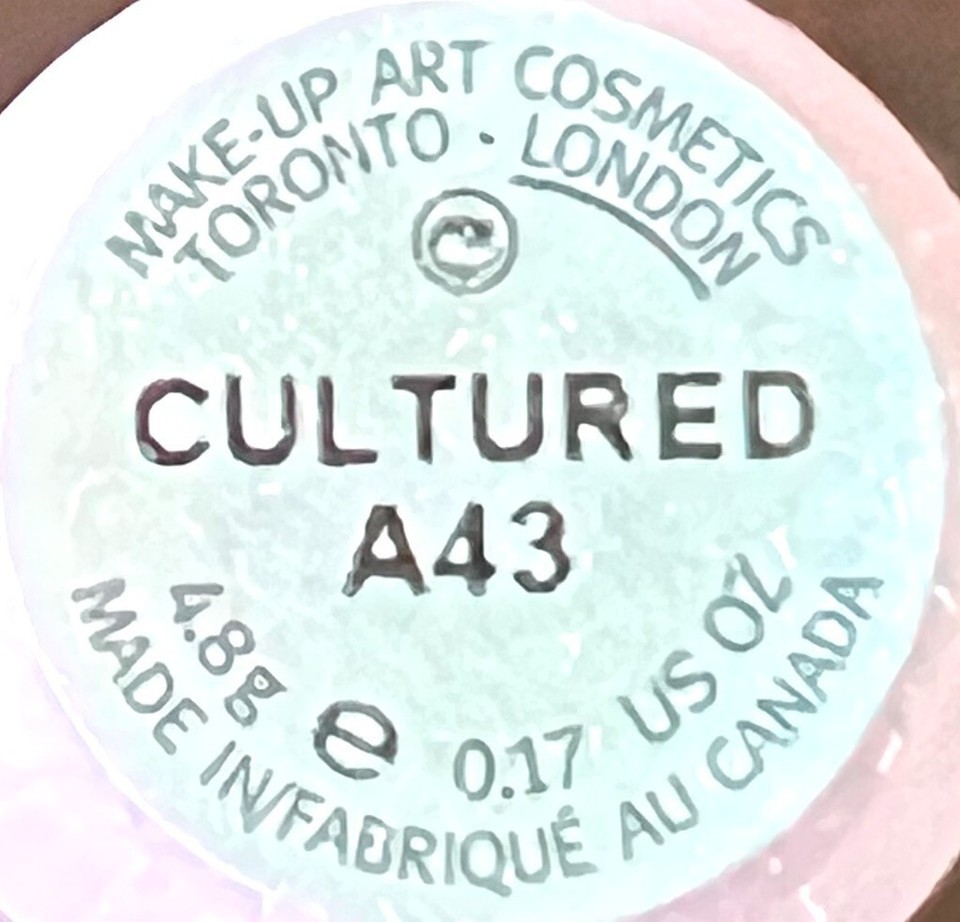 MAKE-UP ART COSMETICS
TORONTO · LONDON
CULTURED
A43
4.8g e 0.17 US OZ
MADE IN/FABRIQUÉ AU CANADA